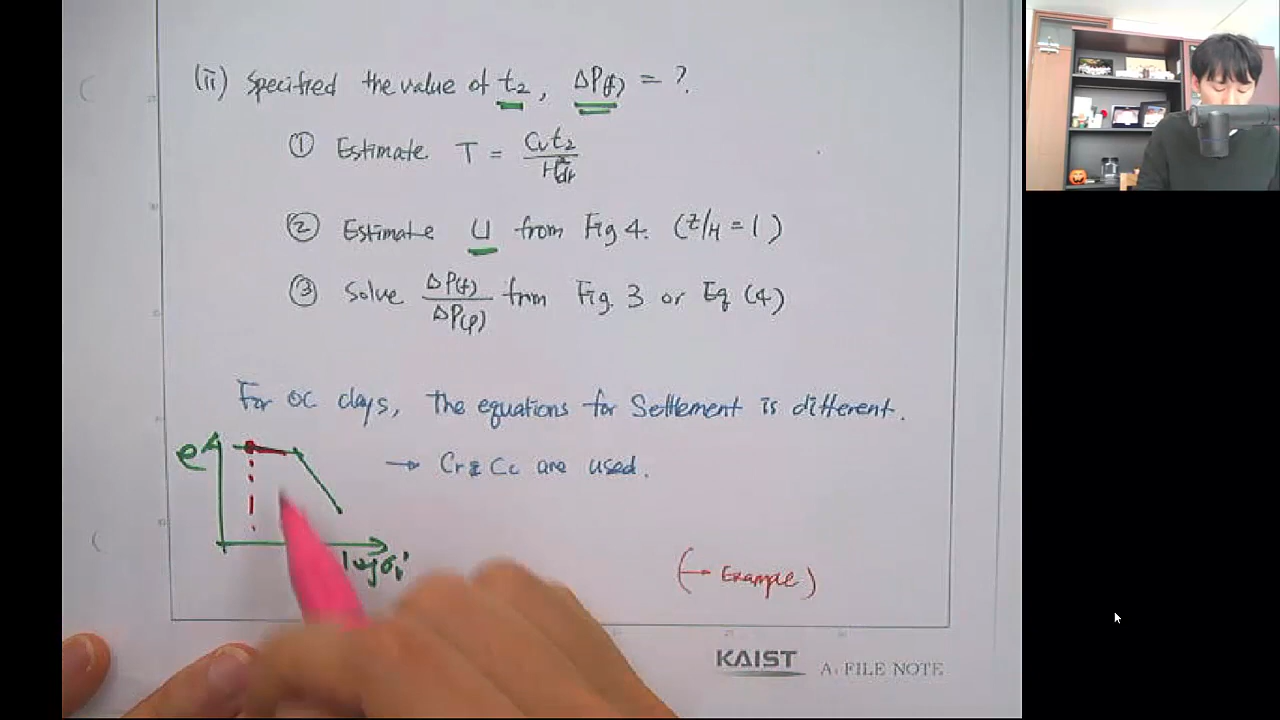 (ii) Specified the value of t₂, ΔP(f) = ?
① Estimate T = Cv t₂ / H²dr
② Estimate U from Fig 4. (z/H = 1)
③ Solve ΔP(f) / ΔP(p) from Fig. 3 or Eq (4)
For OC clays, The equations for Settlement is different.
→ Cr & Cc are used.
e
log σv'
(→ Example)
KAIST A4 FILE NOTE